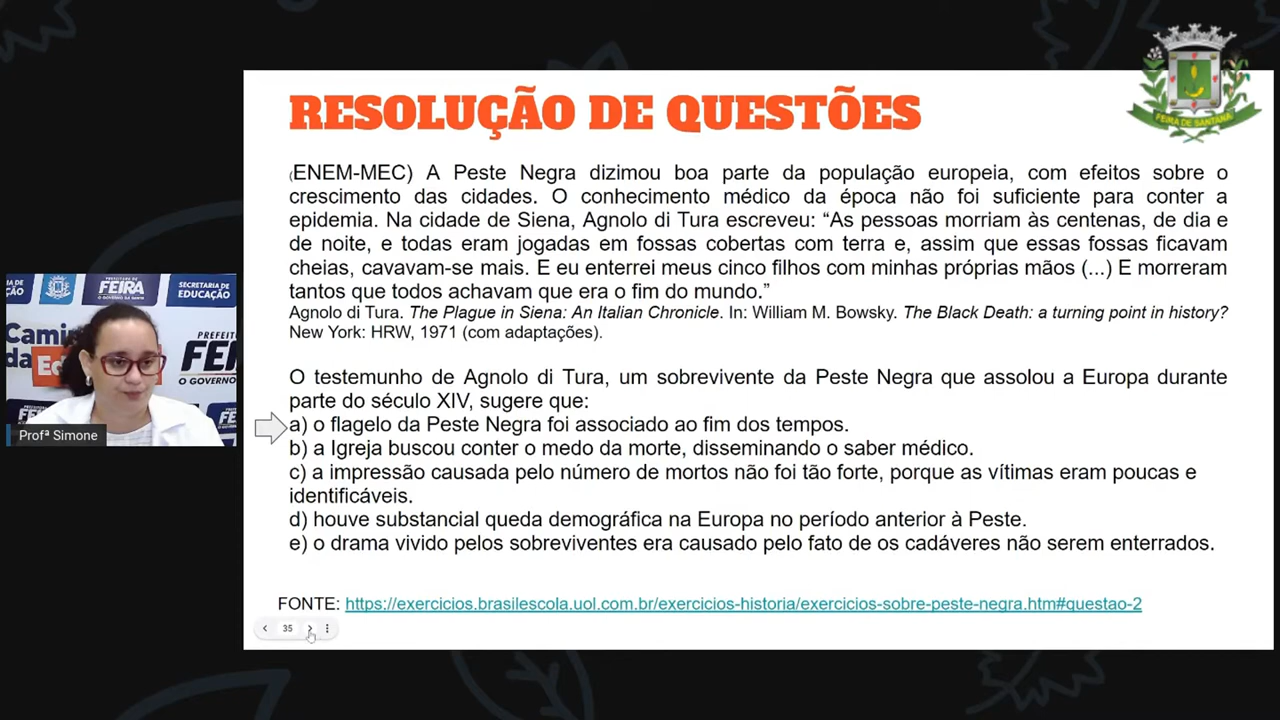 FEIRA DE SANTANA
RESOLUÇÃO DE QUESTÕES
(ENEM-MEC) A Peste Negra dizimou boa parte da população europeia, com efeitos sobre o
crescimento das cidades. O conhecimento médico da época não foi suficiente para conter a
epidemia. Na cidade de Siena, Agnolo di Tura escreveu: “As pessoas morriam às centenas, de dia e
de noite, e todas eram jogadas em fossas cobertas com terra e, assim que essas fossas ficavam
cheias, cavavam-se mais. E eu enterrei meus cinco filhos com minhas próprias mãos (...) E morreram
tantos que todos achavam que era o fim do mundo.”
Agnolo di Tura. The Plague in Siena: An Italian Chronicle. In: William M. Bowsky. The Black Death: a turning point in history?
New York: HRW, 1971 (com adaptações).
O testemunho de Agnolo di Tura, um sobrevivente da Peste Negra que assolou a Europa durante
parte do século XIV, sugere que:
a) o flagelo da Peste Negra foi associado ao fim dos tempos.
b) a Igreja buscou conter o medo da morte, disseminando o saber médico.
c) a impressão causada pelo número de mortos não foi tão forte, porque as vítimas eram poucas e
identificáveis.
d) houve substancial queda demográfica na Europa no período anterior à Peste.
e) o drama vivido pelos sobreviventes era causado pelo fato de os cadáveres não serem enterrados.
FONTE: https://exercicios.brasilescola.uol.com.br/exercicios-historia/exercicios-sobre-peste-negra.htm#questao-2
35
FEIRA
SECRETARIA DE
EDUCAÇÃO
PREFEIT
FEI
O GOVERNO
Profª Simone